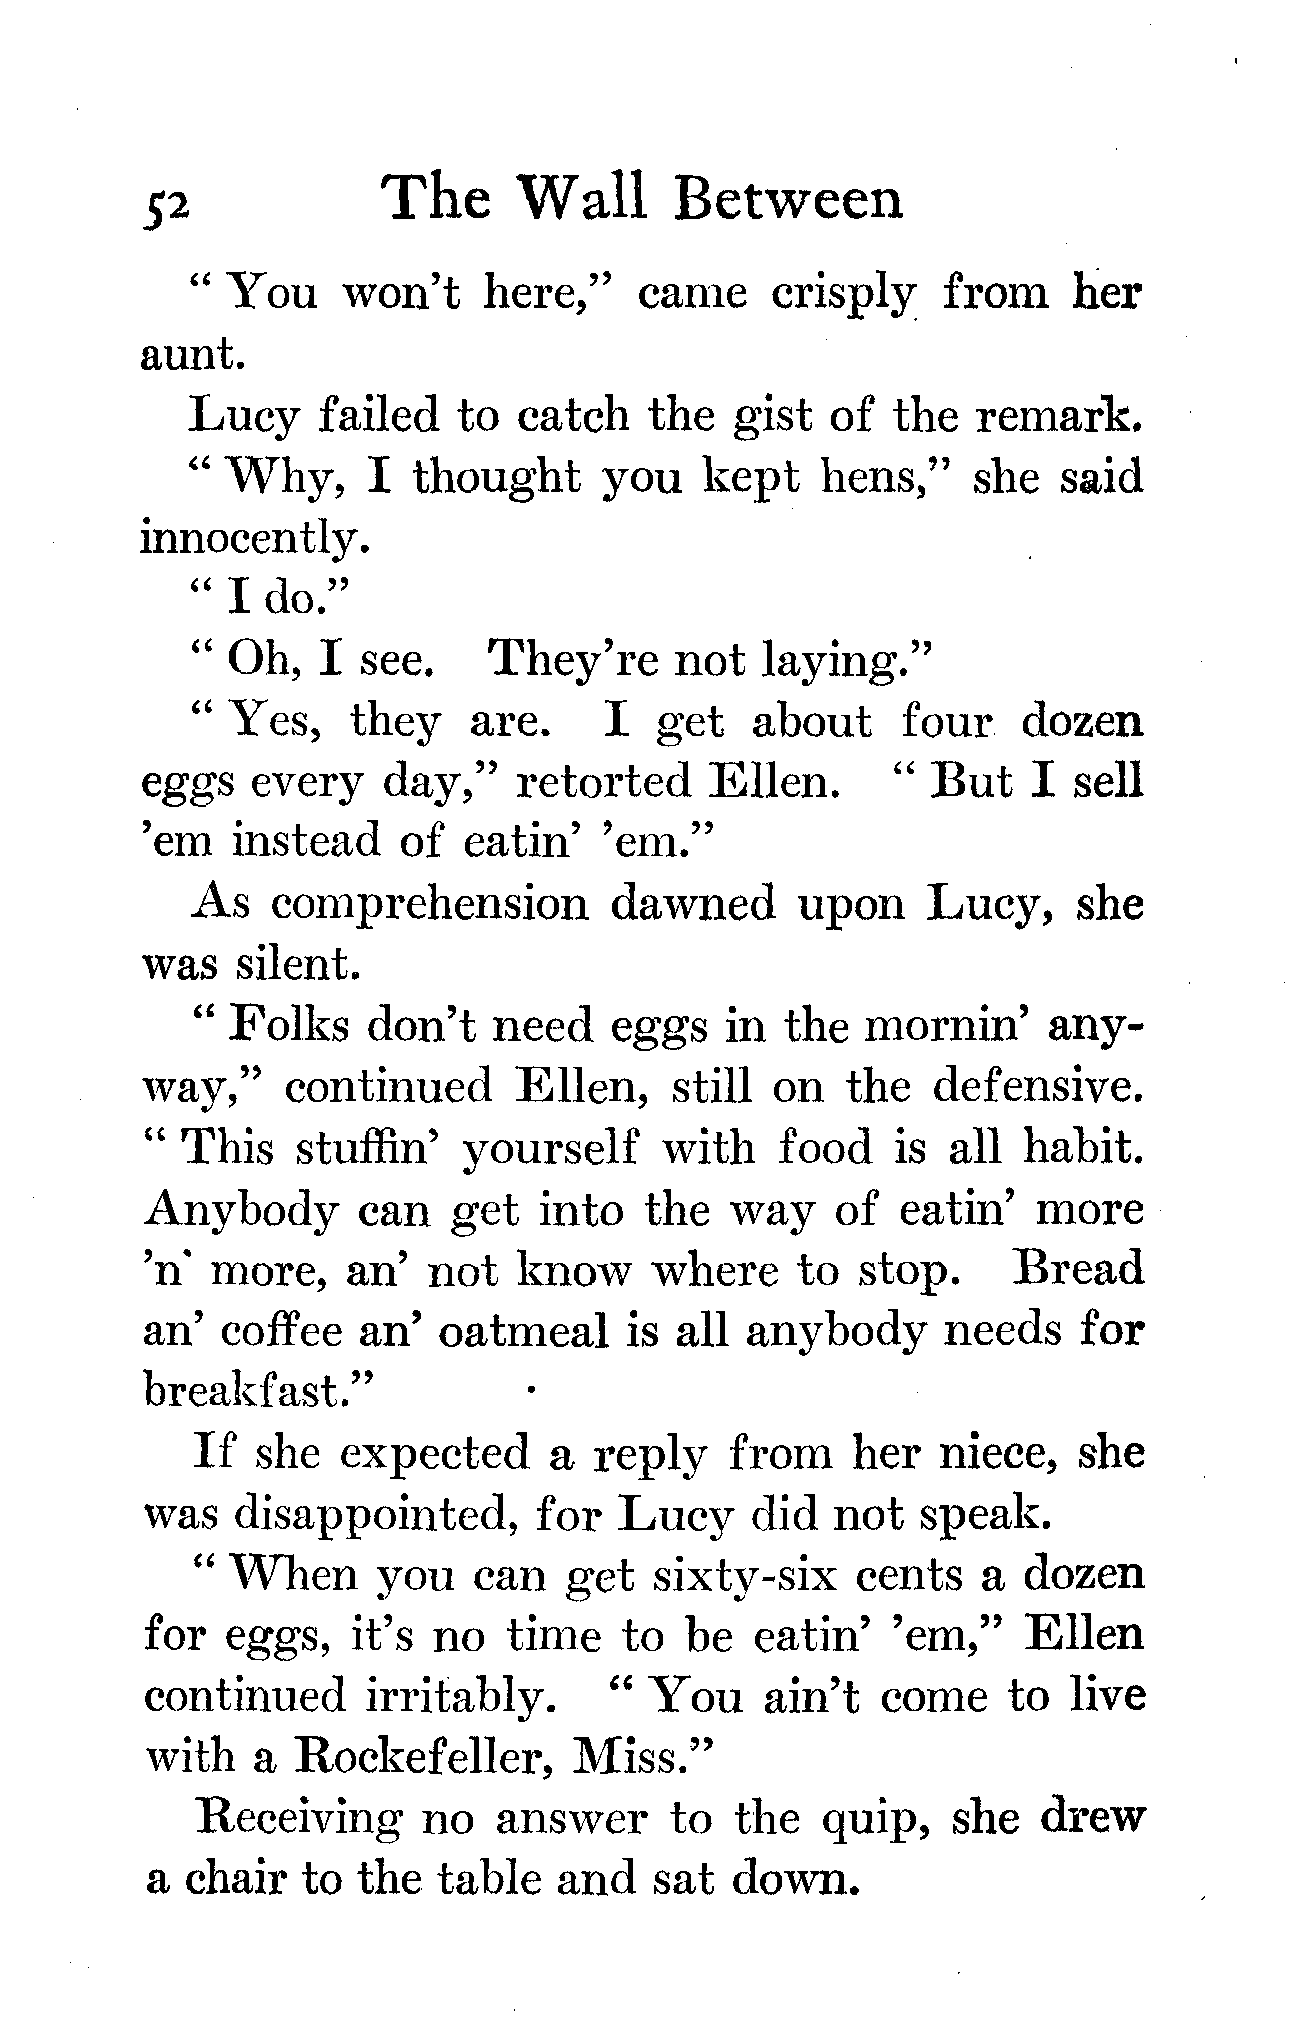 52 The Wall Between
“ You won’t here,” came crisply from her
aunt.
Lucy failed to catch the gist of the remark.
“ Why, I thought you kept hens,” she said
innocently.
“ I do.”
“ Oh, I see. They’re not laying.”
“ Yes, they are. I get about four dozen
eggs every day,” retorted Ellen. “ But I sell
’em instead of eatin’ ’em.”
As comprehension dawned upon Lucy, she
was silent.
“ Folks don’t need eggs in the mornin’ any-
way,” continued Ellen, still on the defensive.
“ This stuffin’ yourself with food is all habit.
Anybody can get into the way of eatin’ more
’n’ more, an’ not know where to stop. Bread
an’ coffee an’ oatmeal is all anybody needs for
breakfast.”
If she expected a reply from her niece, she
was disappointed, for Lucy did not speak.
“ When you can get sixty-six cents a dozen
for eggs, it’s no time to be eatin’ ’em,” Ellen
continued irritably. “ You ain’t come to live
with a Rockefeller, Miss.”
Receiving no answer to the quip, she drew
a chair to the table and sat down.